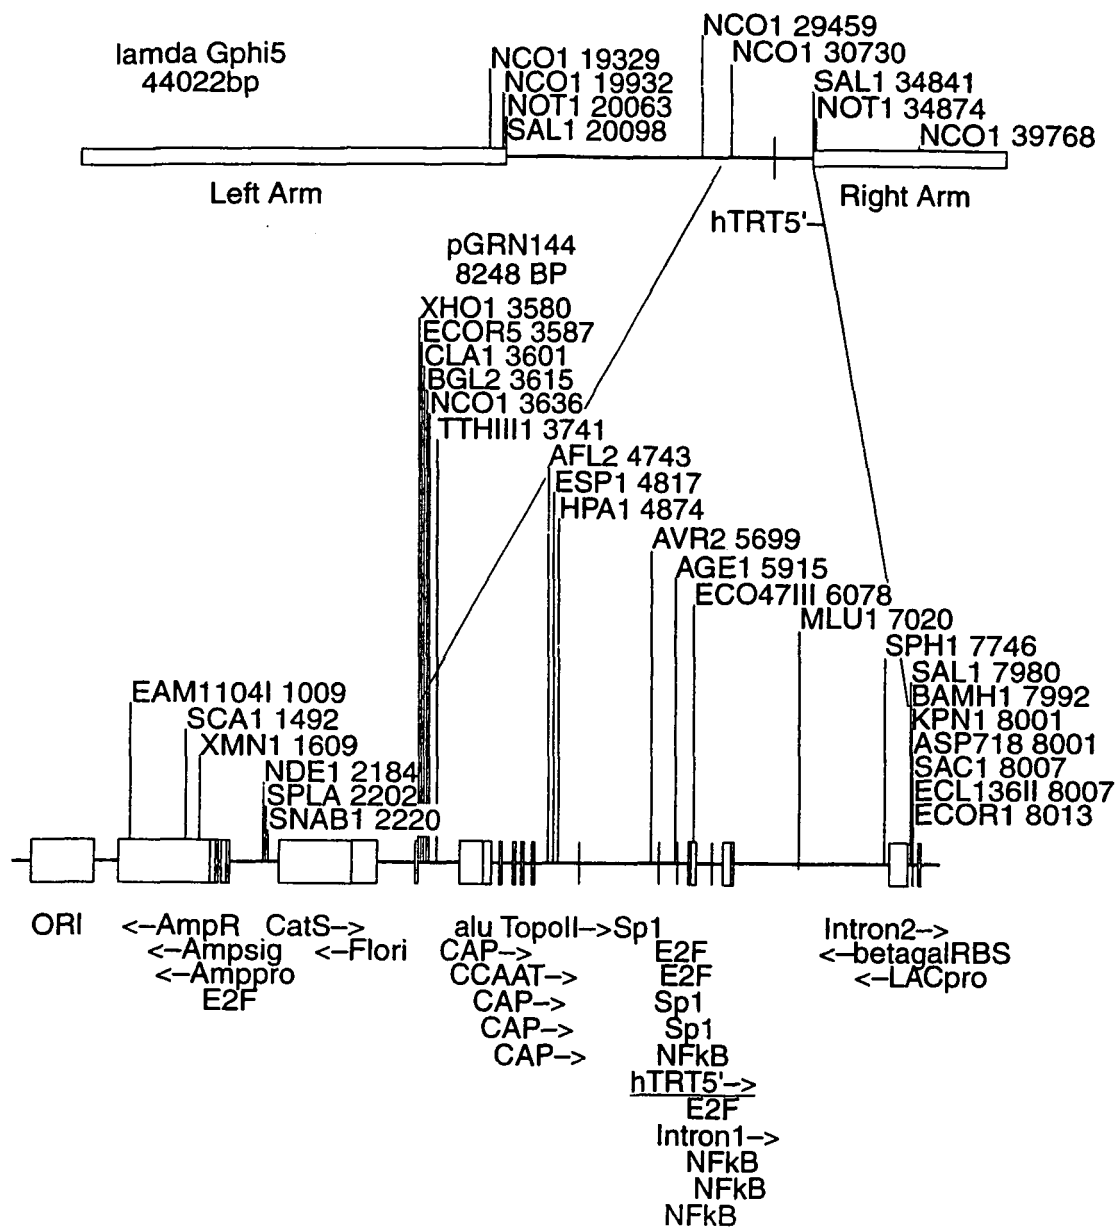 lamda Gphi5
44022bp
NCO1 19329
NCO1 19932
NOT1 20063
SAL1 20098
NCO1 29459
NCO1 30730
SAL1 34841
NOT1 34874
NCO1 39768
Left Arm
Right Arm
hTRT5'–
pGRN144
8248 BP
XHO1 3580
ECOR5 3587
CLA1 3601
BGL2 3615
NCO1 3636
TTHIII1 3741
AFL2 4743
ESP1 4817
HPA1 4874
AVR2 5699
AGE1 5915
ECO47III 6078
MLU1 7020
SPH1 7746
SAL1 7980
BAMH1 7992
KPN1 8001
ASP718 8001
SAC1 8007
ECL136II 8007
ECOR1 8013
EAM1104I 1009
SCA1 1492
XMN1 1609
NDE1 2184
SPLA 2202
SNAB1 2220
ORI
<–AmpR
<–Ampsig
<–Amppro
E2F
CatS–>
<–Flori
alu TopoII–>Sp1
CAP–>
CCAAT–>
CAP–>
CAP–>
CAP–>
E2F
E2F
Sp1
Sp1
NFkB
hTRT5'–>
E2F
Intron1–>
NFkB
NFkB
NFkB
Intron2–>
<–betagalRBS
<–LACpro